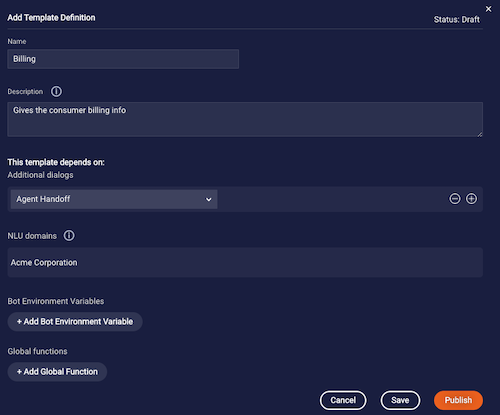 Add Template Definition
Status: Draft
Name
Billing
Description
Gives the consumer billing info
This template depends on:
Additional dialogs
Agent Handoff
NLU domains
Acme Corporation
Bot Environment Variables
+ Add Bot Environment Variable
Global functions
+ Add Global Function
Cancel Save Publish